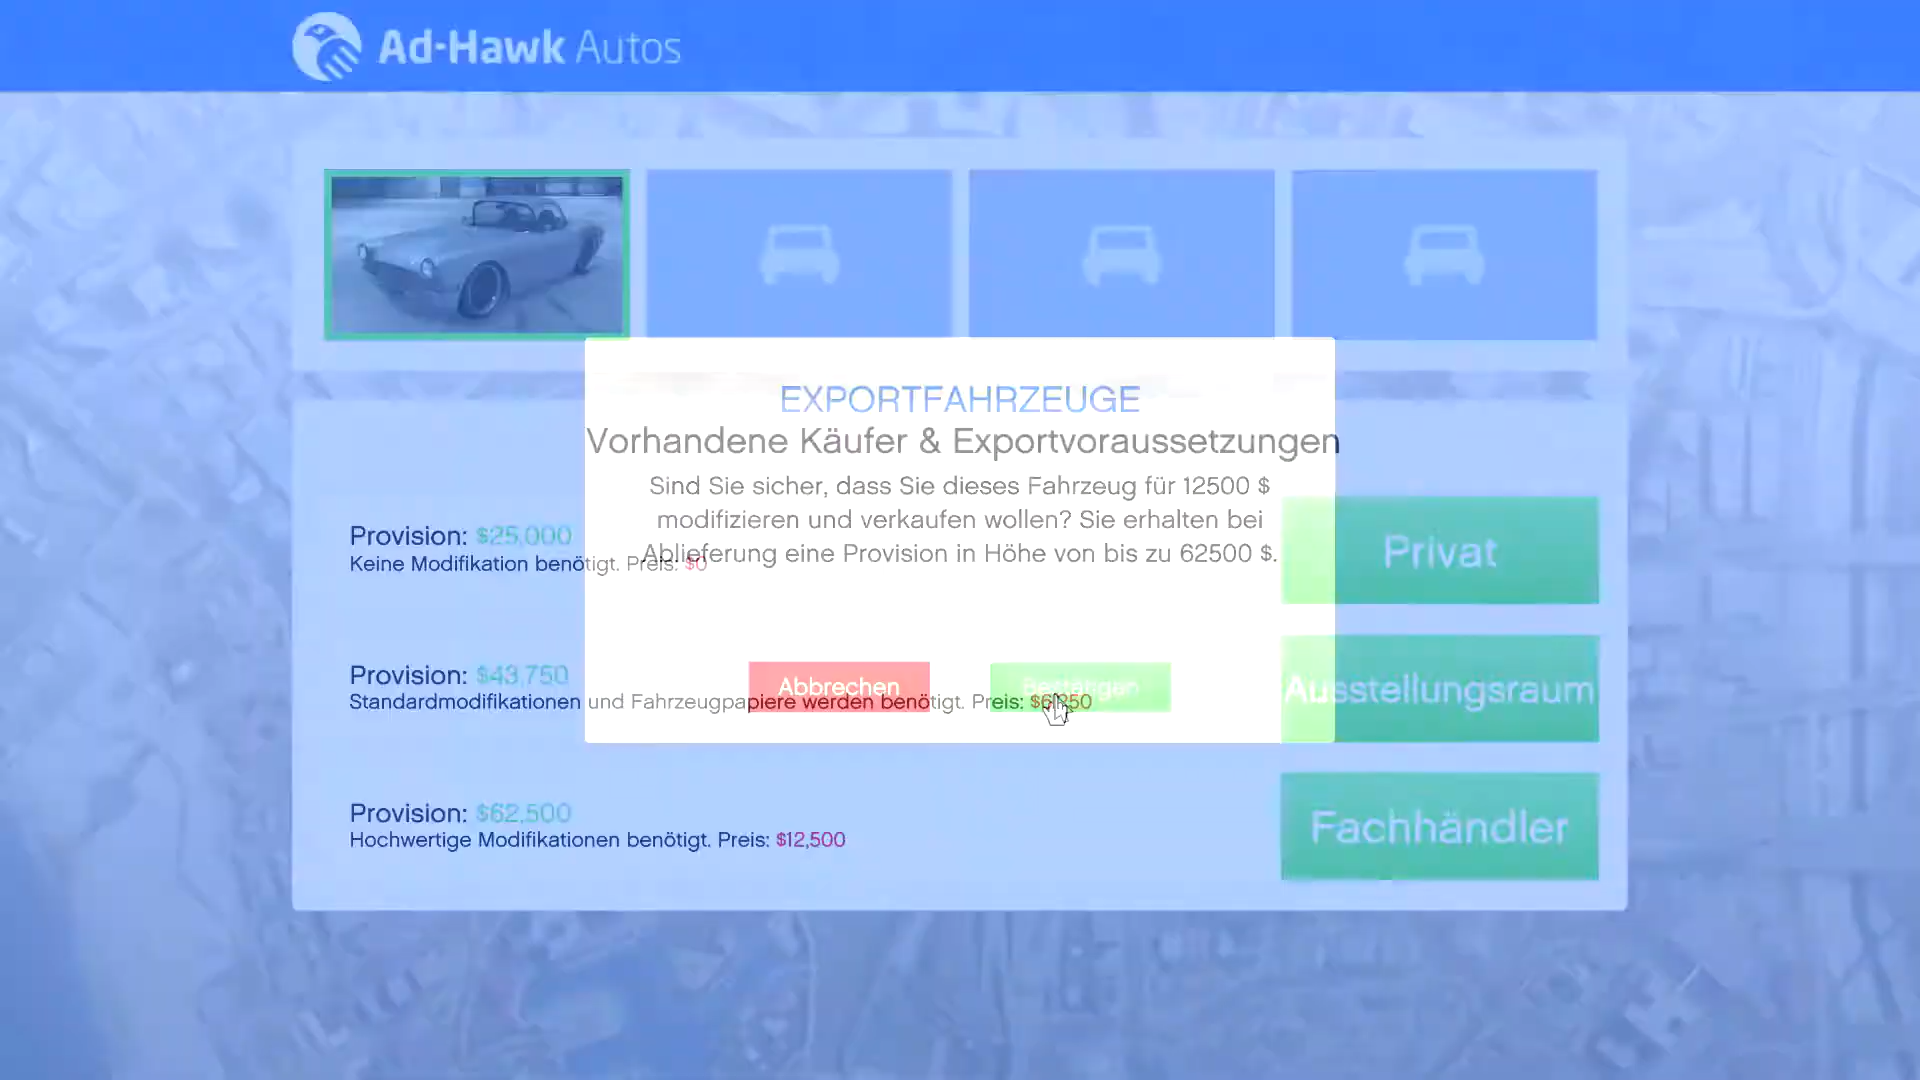 Ad-Hawk Autos
EXPORTFAHRZEUGE
Vorhandene Käufer & Exportvoraussetzungen
Sind Sie sicher, dass Sie dieses Fahrzeug für 12500 $
modifizieren und verkaufen wollen? Sie erhalten bei
Ablieferung eine Provision in Höhe von bis zu 62500 $.
Abbrechen
Bestätigen
Provision: $25,000
Keine Modifikation benötigt. Preis: $0
Privat
Provision: $43,750
Standardmodifikationen und Fahrzeugpapiere werden benötigt. Preis: $6,250
Ausstellungsraum
Provision: $62,500
Hochwertige Modifikationen benötigt. Preis: $12,500
Fachhändler